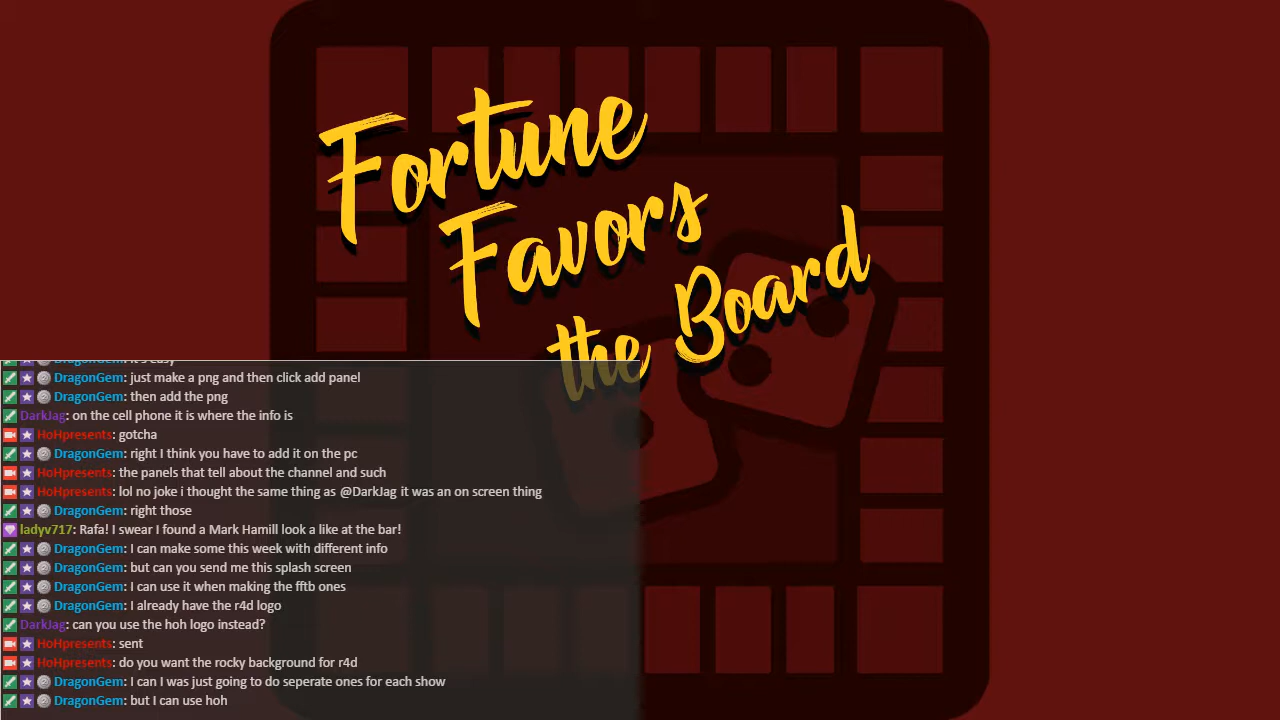 Fortune
Favors
the Board
DragonGem: it's easy
DragonGem: just make a png and then click add panel
DragonGem: then add the png
DarkJag: on the cell phone it is where the info is
HoHpresents: gotcha
DragonGem: right I think you have to add it on the pc
HoHpresents: the panels that tell about the channel and such
HoHpresents: lol no joke i thought the same thing as @DarkJag it was an on screen thing
DragonGem: right those
ladyv717: Rafa! I swear I found a Mark Hamill look a like at the bar!
DragonGem: I can make some this week with different info
DragonGem: but can you send me this splash screen
DragonGem: I can use it when making the fftb ones
DragonGem: I already have the r4d logo
DarkJag: can you use the hoh logo instead?
HoHpresents: sent
HoHpresents: do you want the rocky background for r4d
DragonGem: I can I was just going to do seperate ones for each show
DragonGem: but I can use hoh